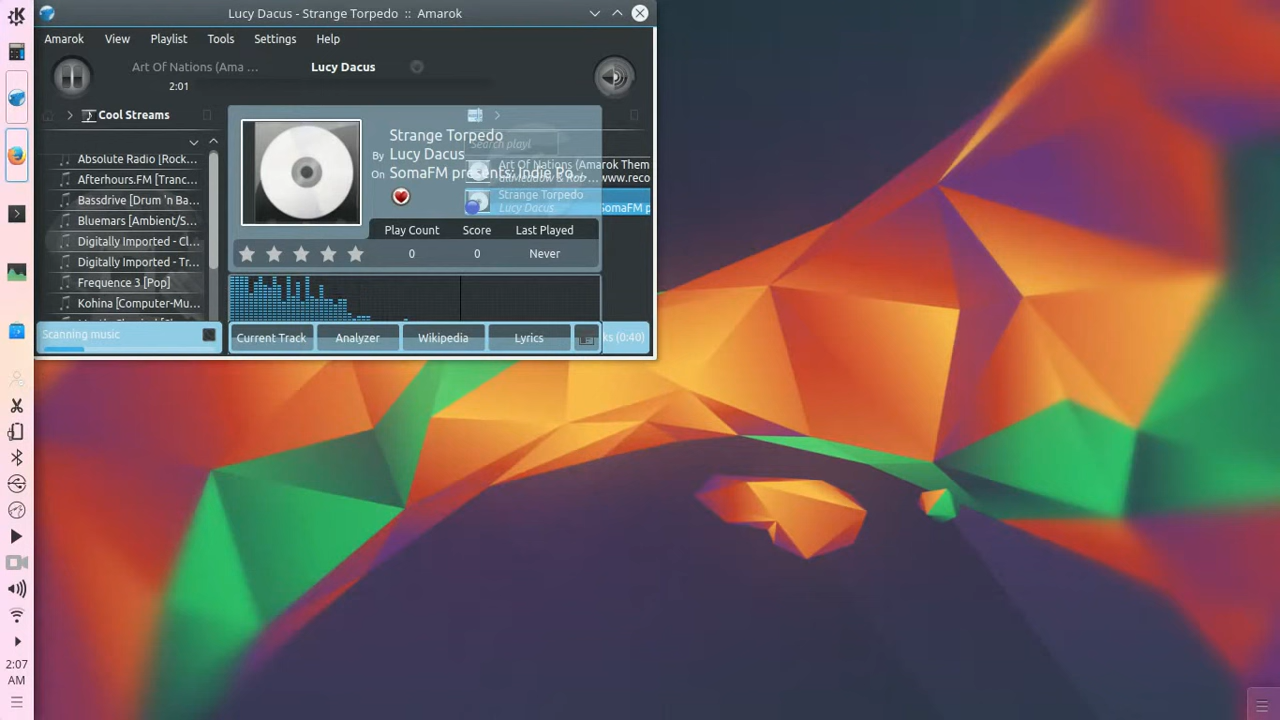 Lucy Dacus - Strange Torpedo :: Amarok
Amarok View Playlist Tools Settings Help
Art Of Nations (Ama ...
Lucy Dacus
2:01
Cool Streams
Absolute Radio [Rock...
Afterhours.FM [Tranc...
Bassdrive [Drum 'n Ba...
Bluemars [Ambient/S...
Digitally Imported - Cl...
Digitally Imported - Tr...
Frequence 3 [Pop]
Kohina [Computer-Mu...
Scanning music
Strange Torpedo
By Lucy Dacus
On SomaFM presents: Indie Po...
Play Count Score Last Played
0 0 Never
Current Track Analyzer Wikipedia Lyrics
Search playl
Art Of Nations (Amarok Them
www.reco
Strange Torpedo
Lucy Dacus
SomaFM p
ks (0:40)
2:07
AM